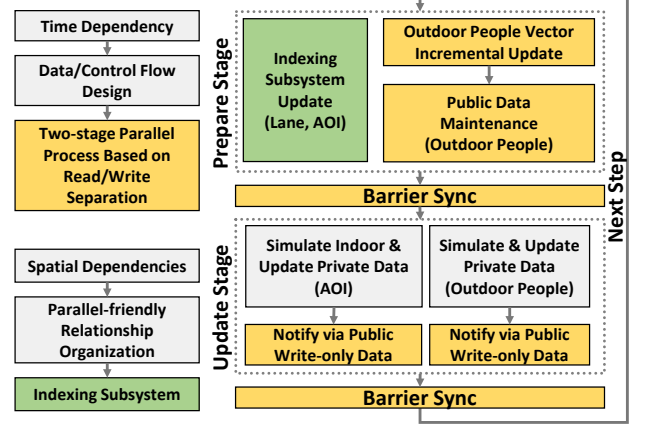 Time Dependency
Data/Control Flow
Design
Two-stage Parallel
Process Based on
Read/Write
Separation
Spatial Dependencies
Parallel-friendly
Relationship
Organization
Indexing Subsystem
Prepare Stage
Indexing
Subsystem
Update
(Lane, AOI)
Outdoor People Vector
Incremental Update
Public Data
Maintenance
(Outdoor People)
Barrier Sync
Update Stage
Simulate Indoor &
Update Private Data
(AOI)
Simulate & Update
Private Data
(Outdoor People)
Notify via Public
Write-only Data
Notify via Public
Write-only Data
Barrier Sync
Next Step